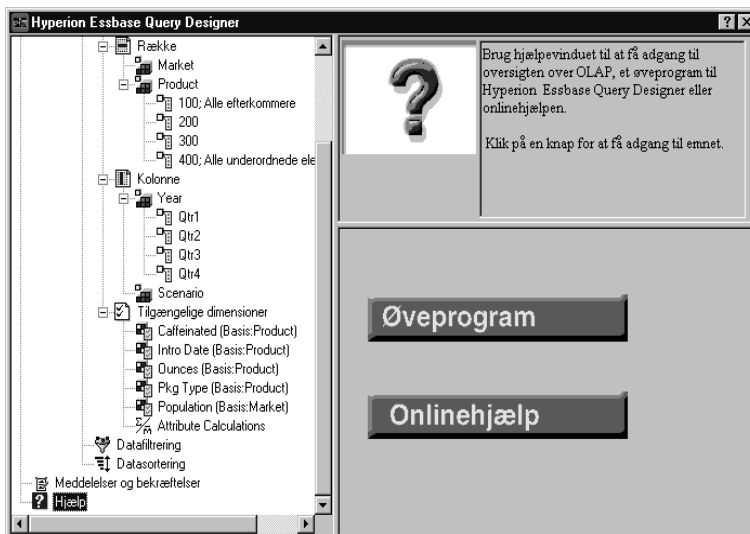 Hyperion Essbase Query Designer
Række
Market
Product
100; Alle efterkommere
200
300
400; Alle underordnede ele
Kolonne
Year
Qtr1
Qtr2
Qtr3
Qtr4
Scenario
Tilgængelige dimensioner
Caffeinated (Basis:Product)
Intro Date (Basis:Product)
Ounces (Basis:Product)
Pkg Type (Basis:Product)
Population (Basis:Market)
Attribute Calculations
Datafiltrering
Datasortering
Meddelelser og bekræftelser
Hjælp
Brug hjælpevinduet til at få adgang til
oversigten over OLAP, et øveprogram til
Hyperion Essbase Query Designer eller
onlinehjælpen.
Klik på en knap for at få adgang til emnet.
Øveprogram
Onlinehjælp